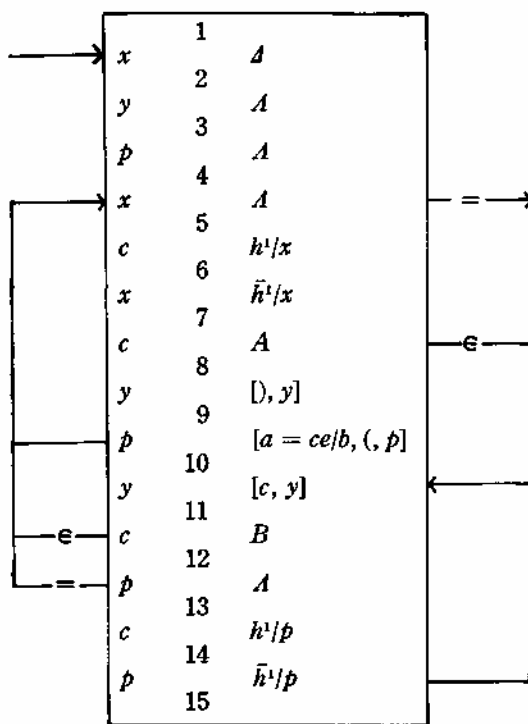 1
x Δ
2
y Λ
3
p Λ
4
x Λ =
5
c h¹/x
6
x h̄¹/x
7
c A ∈
8
y [), y]
9
p [a = ce/b, (, p]
10
y [c, y]
11
∈ c B
12
= p Λ
13
c h¹/p
14
p h̄¹/p
15